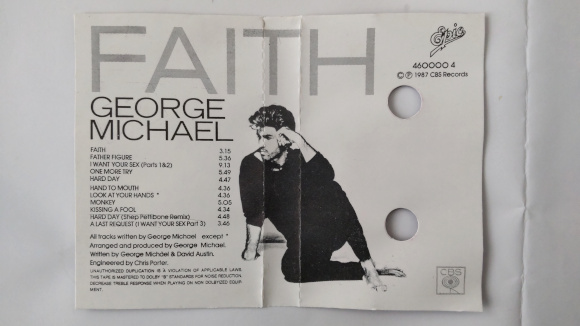 FAITH
GEORGE
MICHAEL
Epic
460000 4
© ℗ 1987 CBS Records
FAITH 3.15
FATHER FIGURE 5.36
I WANT YOUR SEX (Parts 1&2) 9.13
ONE MORE TRY 5.49
HARD DAY 4.47
HAND TO MOUTH 4.36
LOOK AT YOUR HANDS * 4.36
MONKEY 5.05
KISSING A FOOL 4.34
HARD DAY (Shep Pettibone Remix) 4.48
A LAST REQUEST (I WANT YOUR SEX Part 3) 3.46
All tracks written by George Michael except *
Arranged and produced by George Michael.
Written by George Michael & David Austin.
Engineered by Chris Porter.
UNAUTHORIZED DUPLICATION IS A VIOLATION OF APPLICABLE LAWS.
THIS TAPE IS MASTERED TO DOLBY "B" STANDARDS FOR NOISE REDUCTION.
DECREASE TREBLE RESPONSE WHEN PLAYING ON NON DOLBYIZED EQUIP-
MENT.
CBS